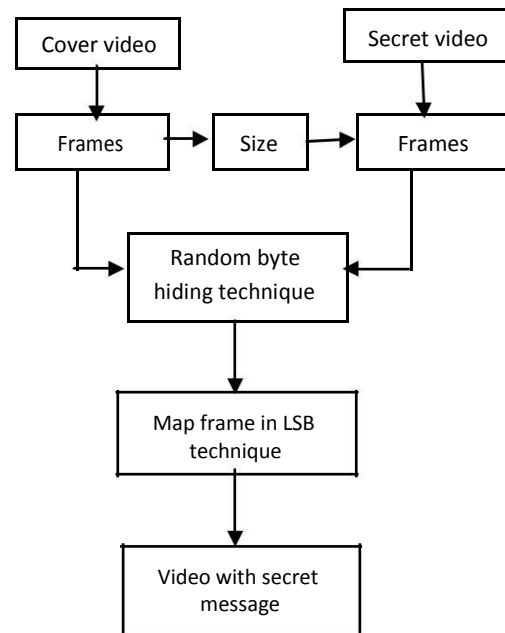 Cover video
Secret video
Frames
Size
Frames
Random byte
hiding technique
Map frame in LSB
technique
Video with secret
message